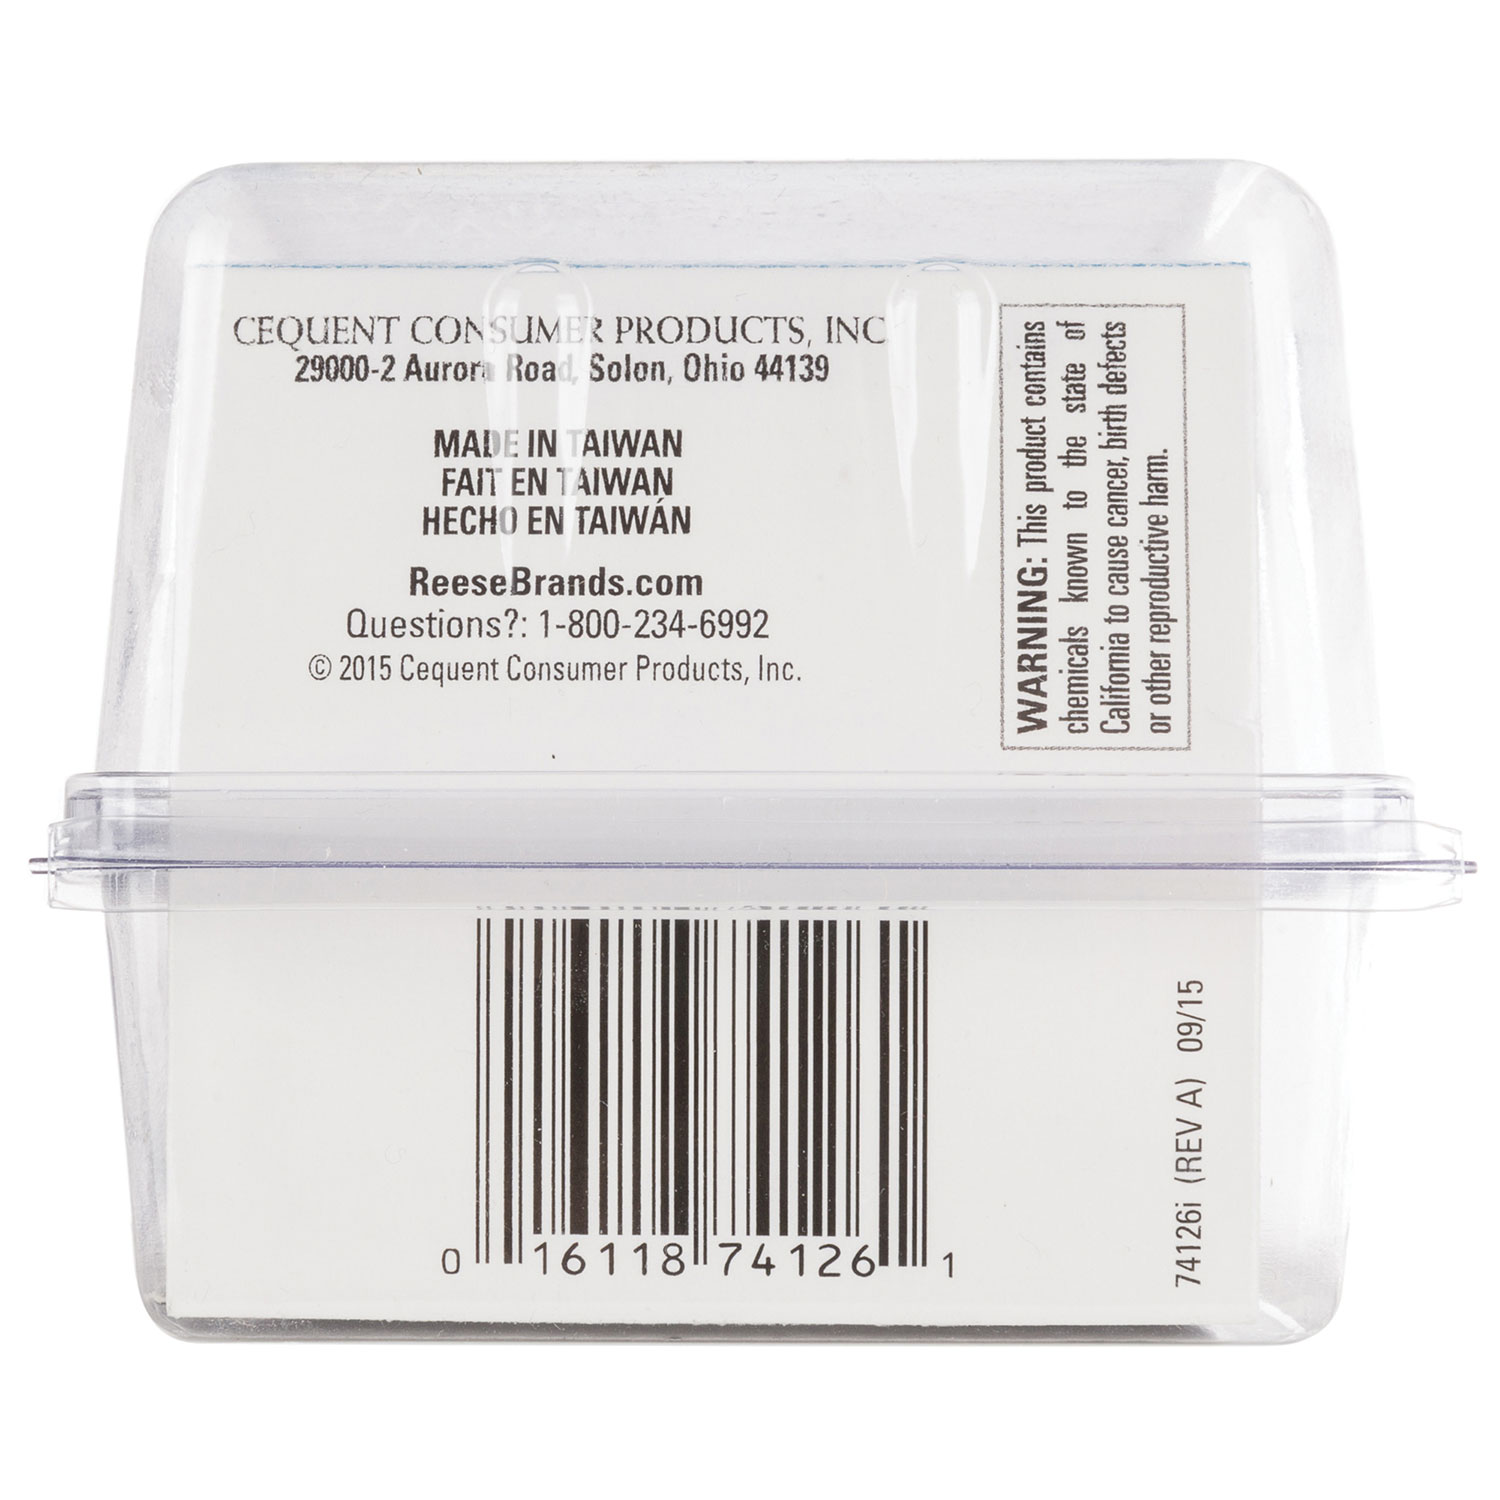 CEQUENT CONSUMER PRODUCTS, INC
29000-2 Aurora Road, Solon, Ohio 44139
MADE IN TAIWAN
FAIT EN TAIWAN
HECHO EN TAIWÁN
ReeseBrands.com
Questions?: 1-800-234-6992
© 2015 Cequent Consumer Products, Inc.
WARNING: This product contains
chemicals known to the state of
California to cause cancer, birth defects
or other reproductive harm.
0 16118 74126 1
74126i (REV A) 09/15